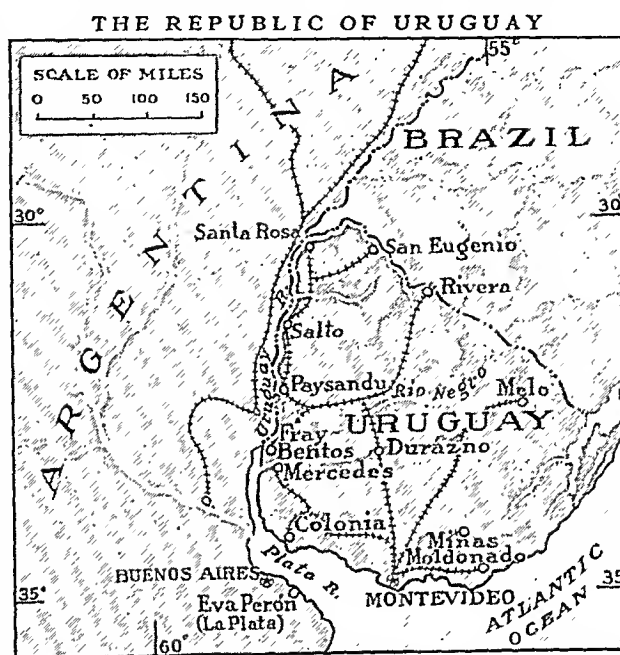 THE REPUBLIC OF URUGUAY
SCALE OF MILES
0 50 100 150
55°
ARGENTINA
BRAZIL
30°
30°
Santa Rosa
San Eugenio
Rivera
Uruguay R.
Salto
Paysandu
Rio Negro
Melo
URUGUAY
Fray
Bentos
Durazno
Mercedes
Colonia
Minas
Moldonado
Plata R.
BUENOS AIRES
MONTEVIDEO
35°
35
Eva Peron
(La Plata)
ATLANTIC
OCEAN
60°